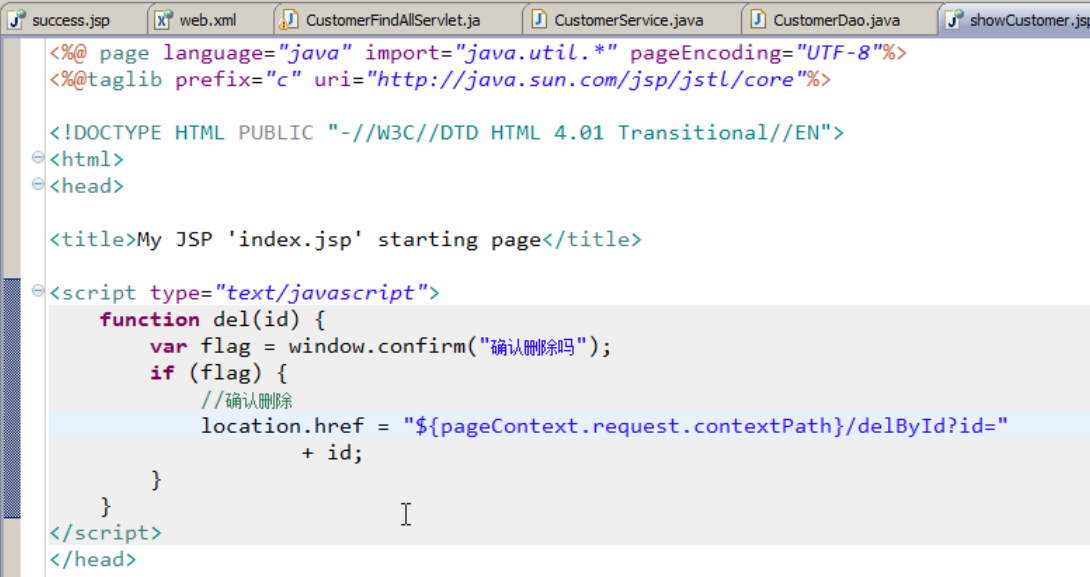 success.jsp web.xml CustomerFindAllServlet.ja CustomerService.java CustomerDao.java showCustomer.jsp
<%@ page language="java" import="java.util.*" pageEncoding="UTF-8"%>
<%@taglib prefix="c" uri="http://java.sun.com/jsp/jstl/core"%>
<!DOCTYPE HTML PUBLIC "-//W3C//DTD HTML 4.01 Transitional//EN">
<html>
<head>
<title>My JSP 'index.jsp' starting page</title>
<script type="text/javascript">
function del(id) {
var flag = window.confirm("确认删除吗");
if (flag) {
//确认删除
location.href = "${pageContext.request.contextPath}/delById?id="
+ id;
}
}
</script>
</head>